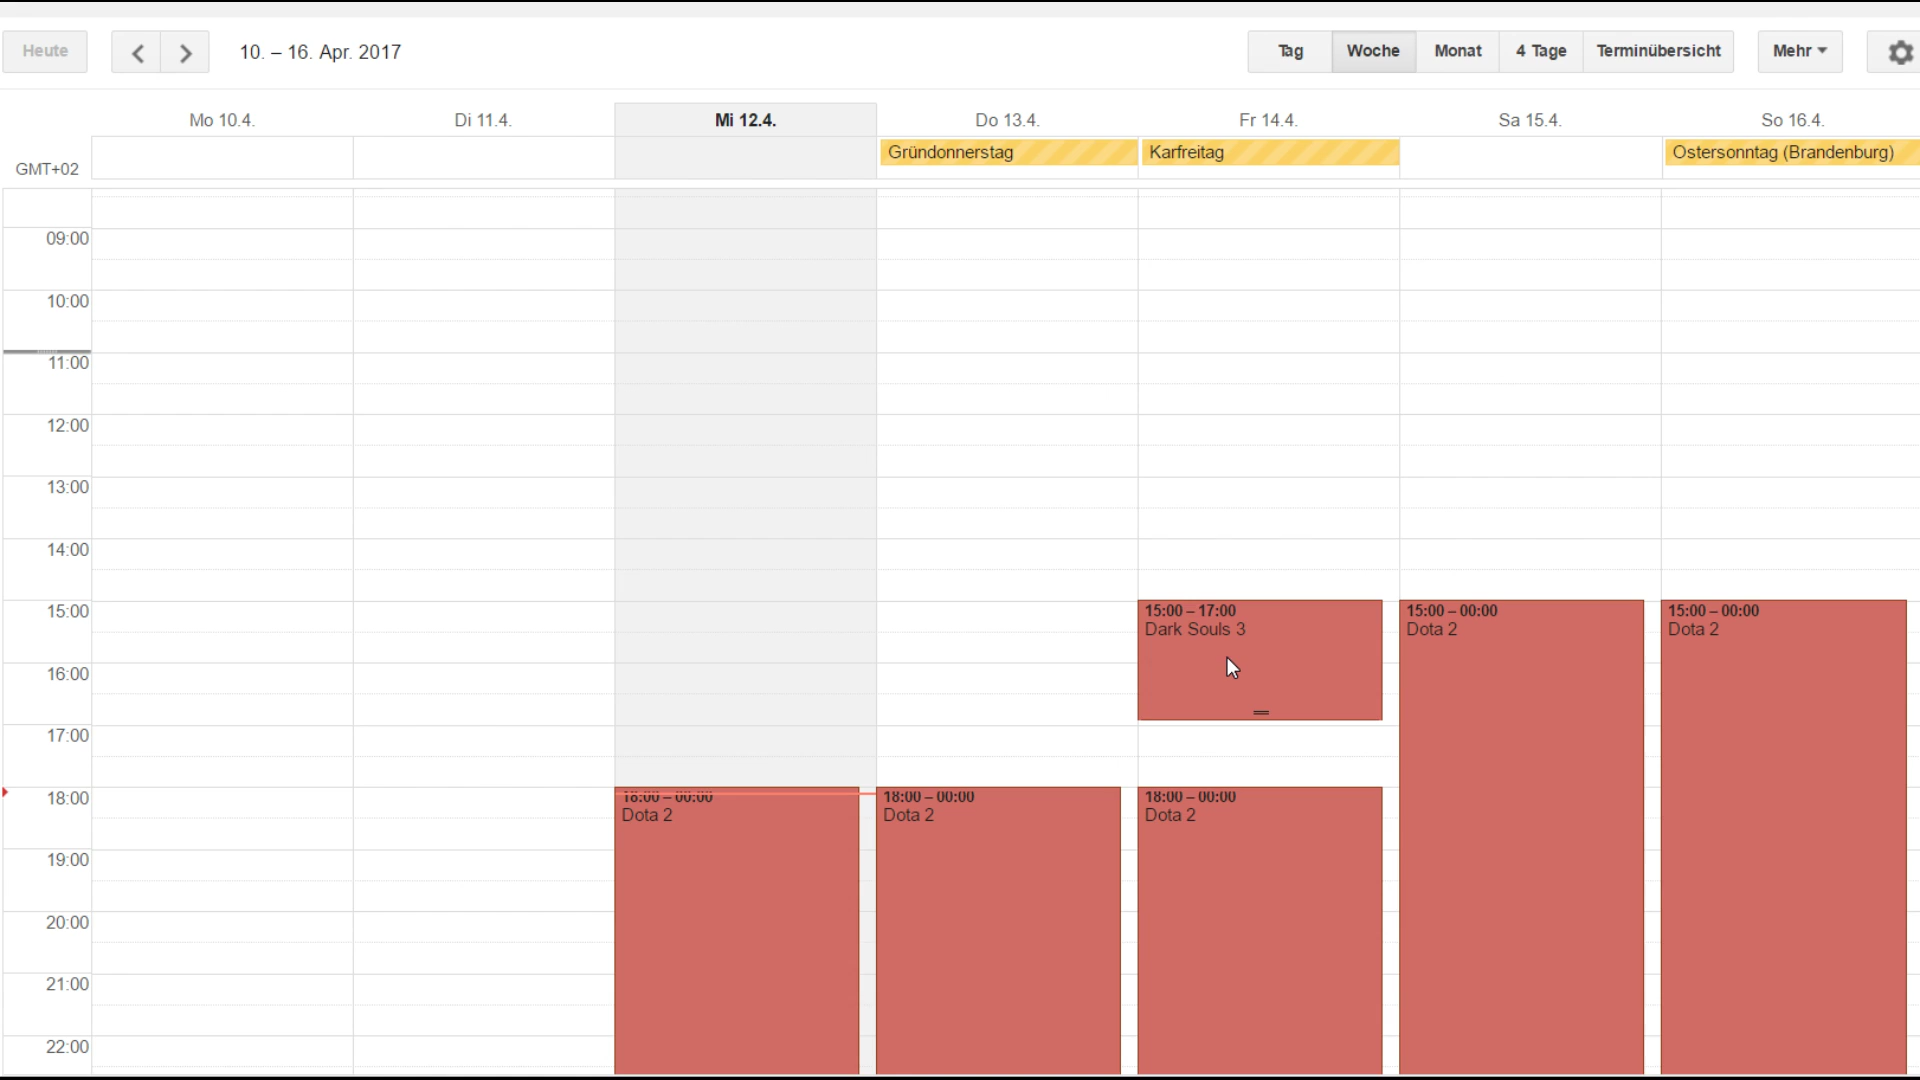 Heute
10. – 16. Apr. 2017
Tag Woche Monat 4 Tage Terminübersicht Mehr
Mo 10.4. Di 11.4. Mi 12.4. Do 13.4. Fr 14.4. Sa 15.4. So 16.4.
Gründonnerstag Karfreitag Ostersonntag (Brandenburg)
GMT+02
09:00
10:00
11:00
12:00
13:00
14:00
15:00 15:00 – 17:00 15:00 – 00:00 15:00 – 00:00
Dark Souls 3 Dota 2 Dota 2
16:00
17:00
18:00 18:00 – 00:00 18:00 – 00:00 18:00 – 00:00
Dota 2 Dota 2 Dota 2
19:00
20:00
21:00
22:00